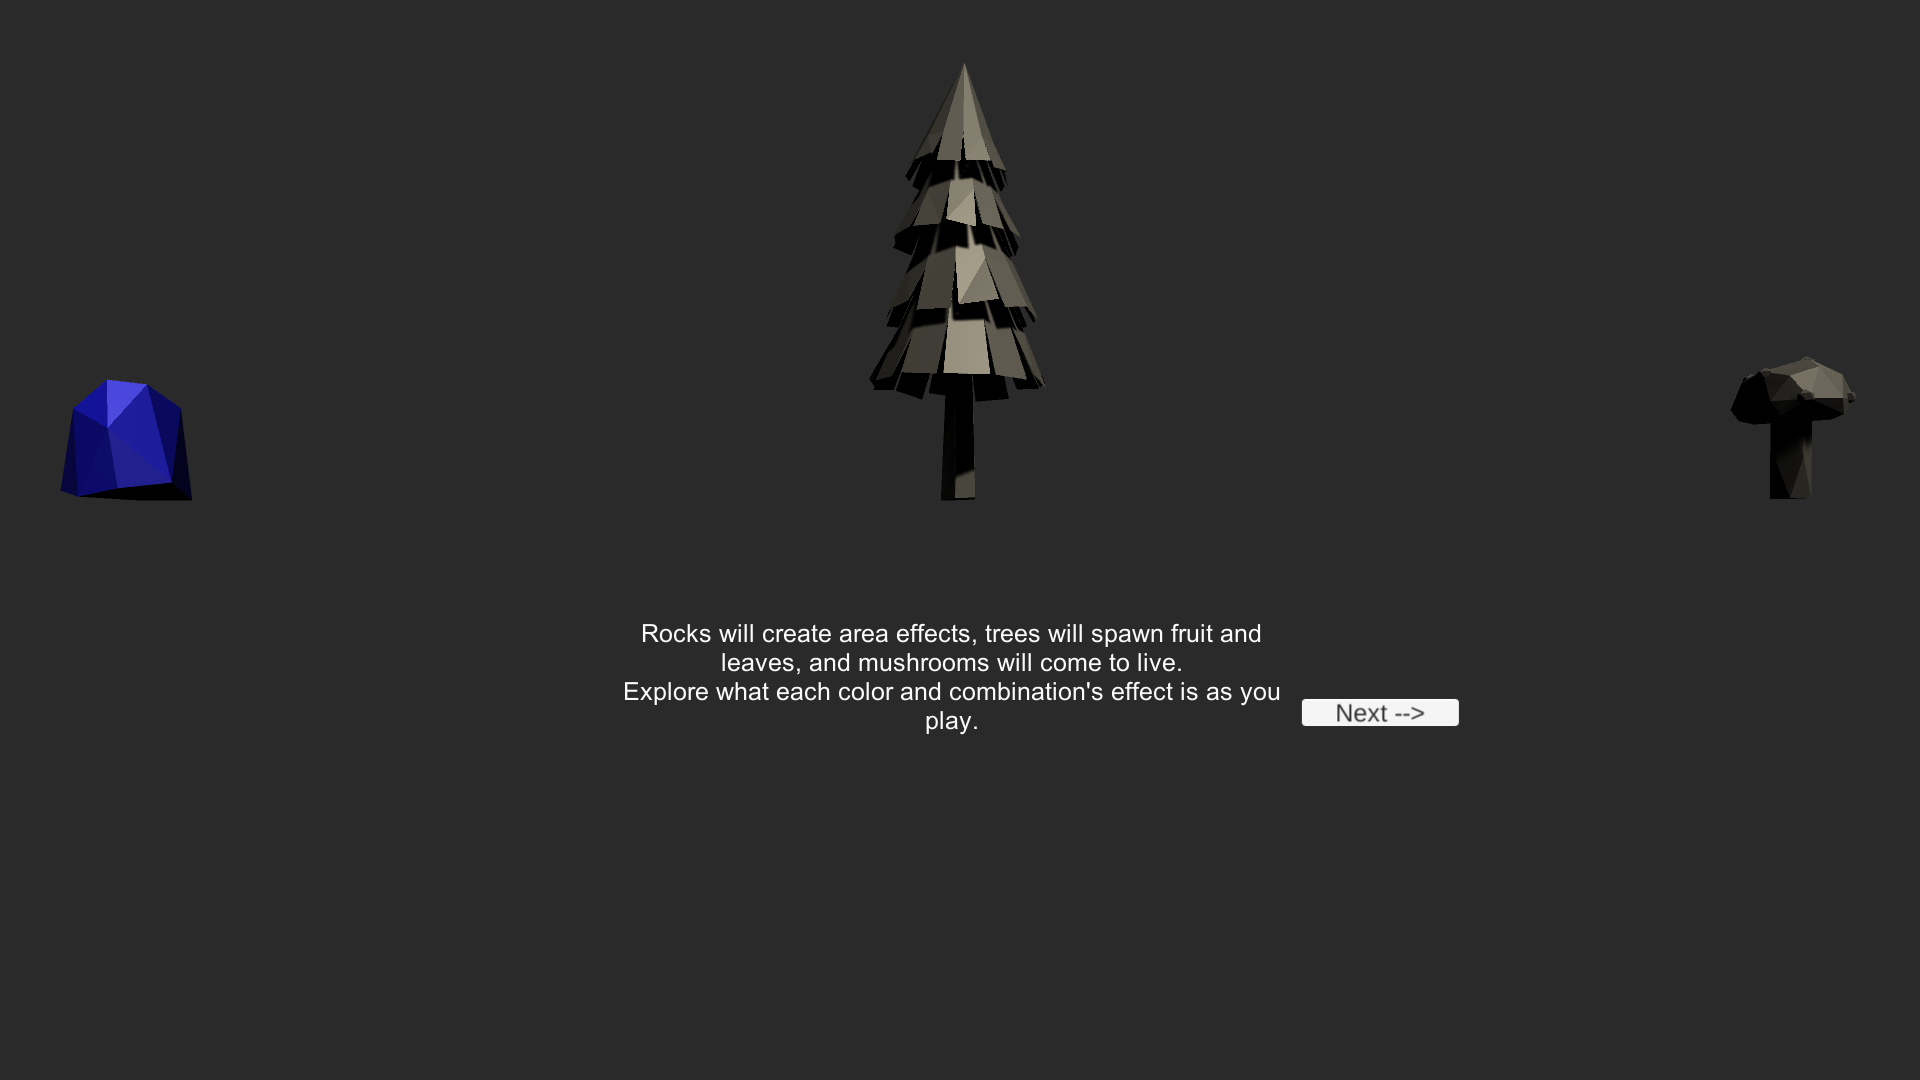 Rocks will create area effects, trees will spawn fruit and
leaves, and mushrooms will come to live.
Explore what each color and combination's effect is as you
play.
Next -->